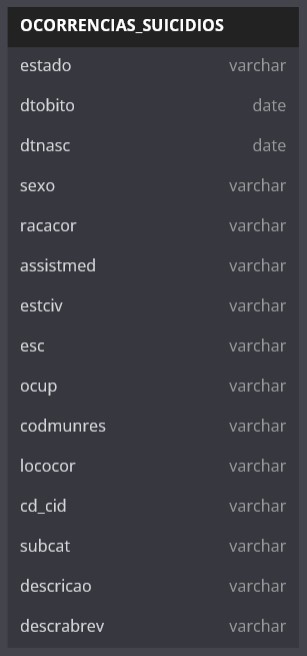 OCORRENCIAS_SUICIDIOS
estado varchar
dtobito date
dtnasc date
sexo varchar
racacor varchar
assistmed varchar
estciv varchar
esc varchar
ocup varchar
codmunres varchar
lococor varchar
cd_cid varchar
subcat varchar
descricao varchar
descrabrev varchar